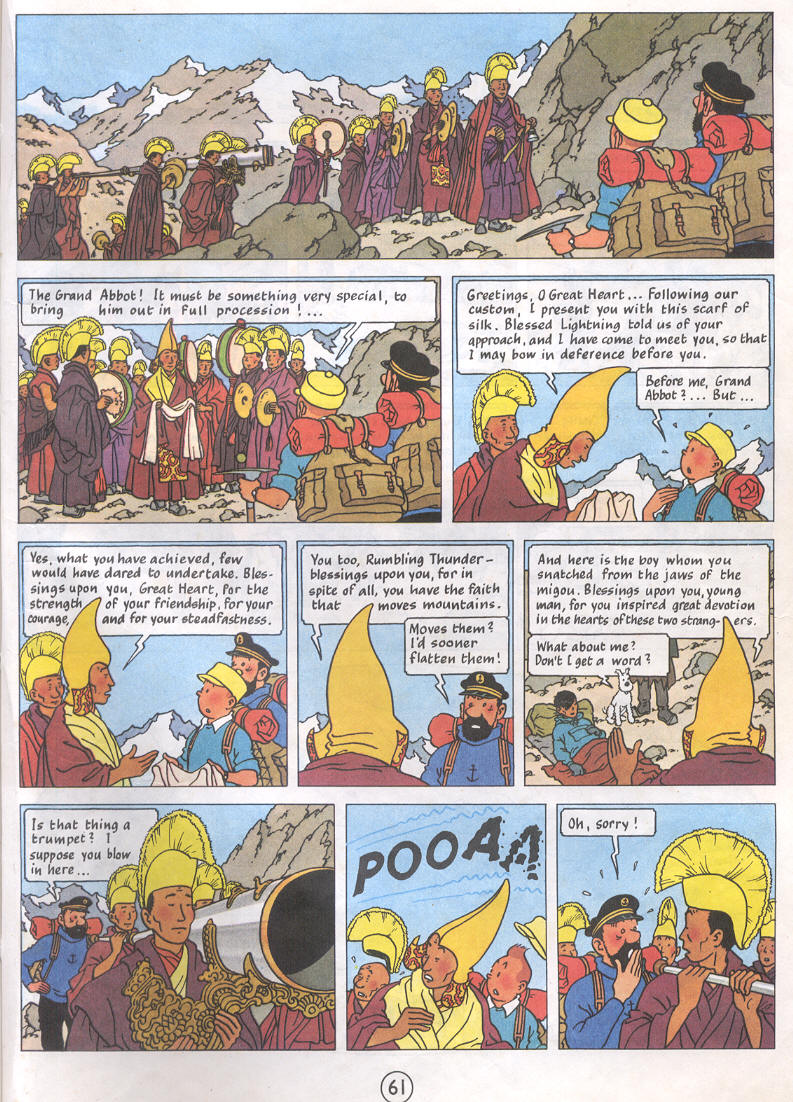 The Grand Abbot! It must be something very special, to
bring him out in full procession!...
Greetings, O Great Heart... Following our
custom, I present you with this scarf of
silk. Blessed Lightning told us of your
approach, and I have come to meet you, so that
I may bow in deference before you.
Before me, Grand
Abbot?... But...
Yes, what you have achieved, few
would have dared to undertake. Bles-
sings upon you, Great Heart, for the
strength of your friendship, for your
courage, and for your steadfastness.
You too, Rumbling Thunder –
blessings upon you, for in
spite of all, you have the faith
that moves mountains.
Moves them?
I'd sooner
flatten them!
And here is the boy whom you
snatched from the jaws of the
migou. Blessings upon you, young
man, for you inspired great devotion
in the hearts of these two strang-ers.
What about me?
Don't I get a word?
Is that thing a
trumpet? I
suppose you blow
in here...
POOAAA
Oh, sorry!
61